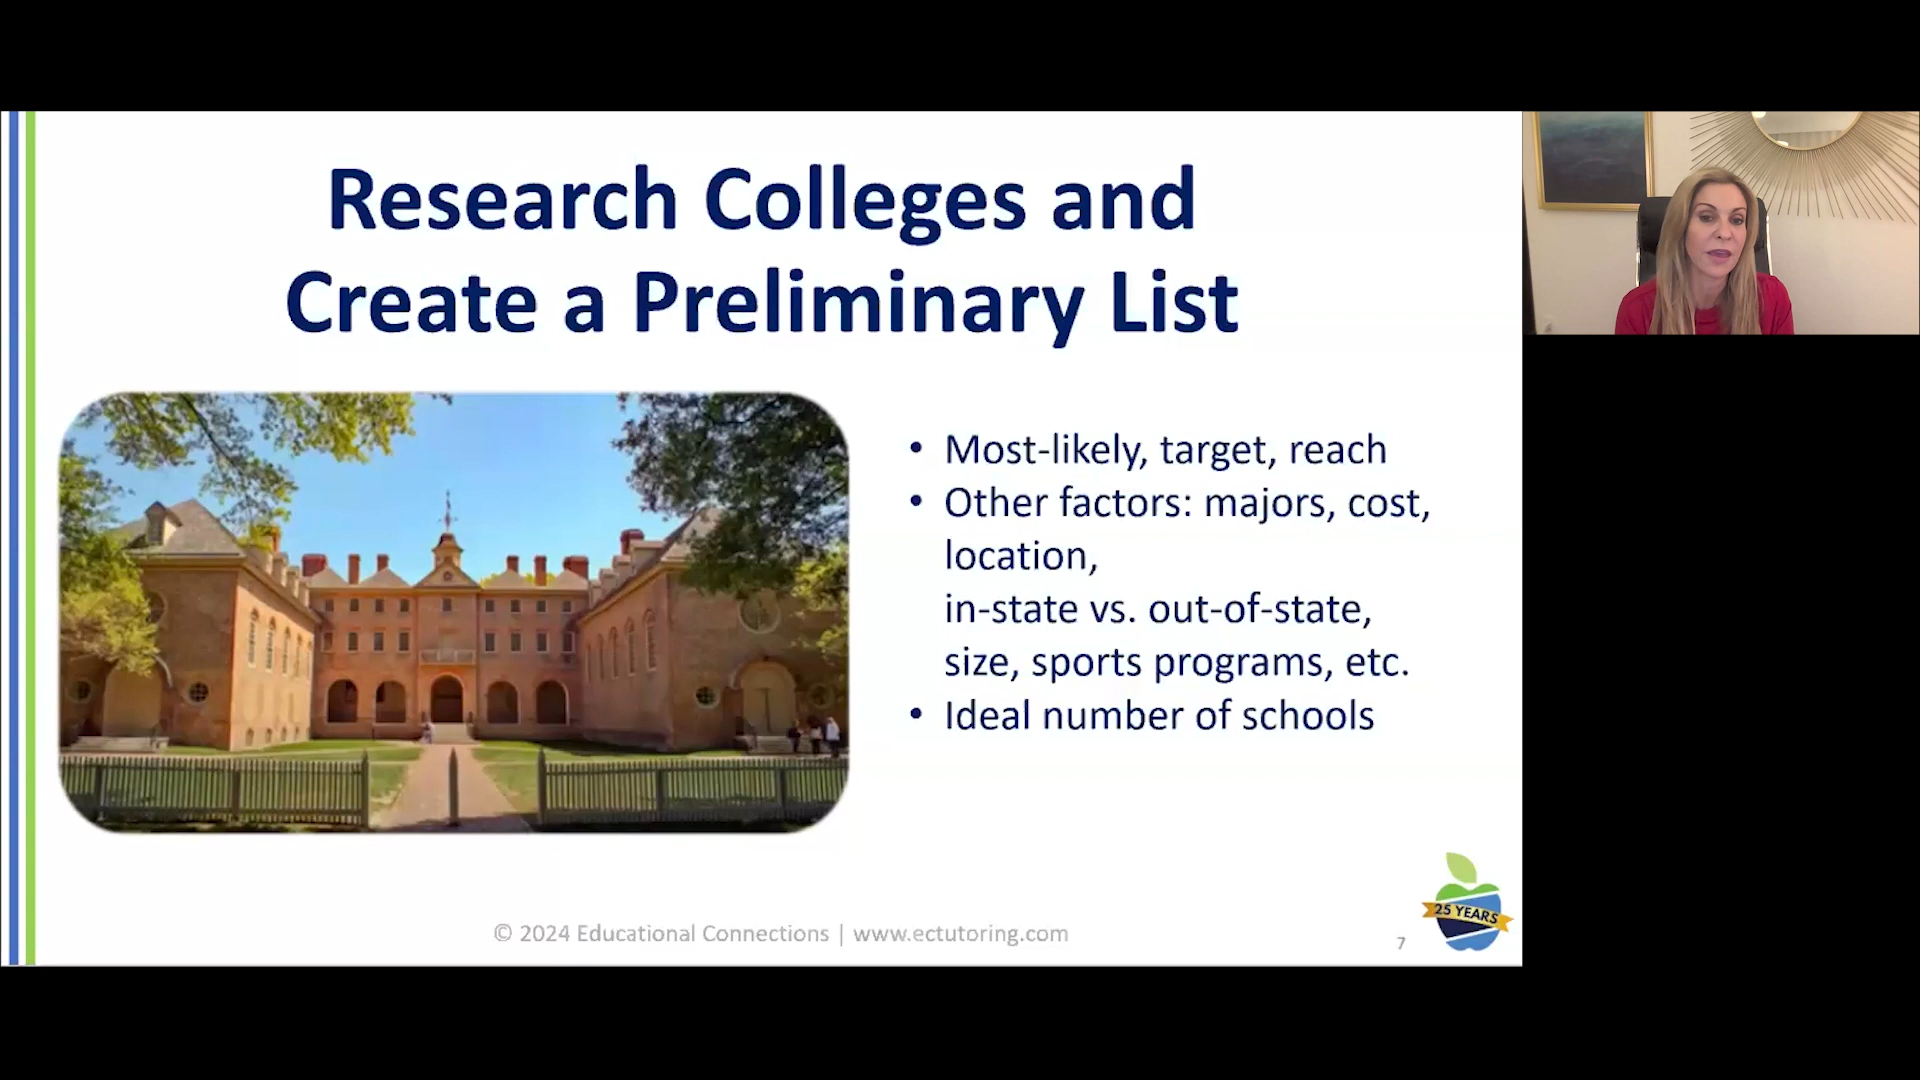 Research Colleges and
Create a Preliminary List
• Most-likely, target, reach
• Other factors: majors, cost,
location,
in-state vs. out-of-state,
size, sports programs, etc.
• Ideal number of schools
25 YEARS
© 2024 Educational Connections | www.ectutoring.com
7